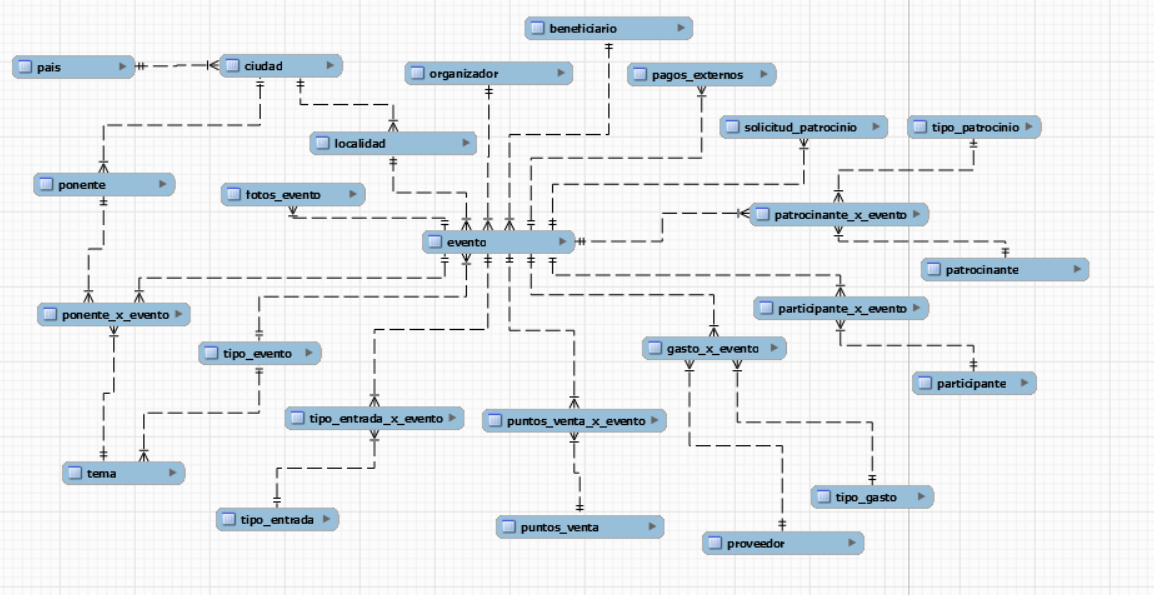 beneficiario
pais
ciudad
organizador
pagos_externos
solicitud_patrocinio
tipo_patrocinio
localidad
ponente
fotos_evento
patrocinante_x_evento
evento
patrocinante
ponente_x_evento
participante_x_evento
tipo_evento
gasto_x_evento
participante
tipo_entrada_x_evento
puntos_venta_x_evento
tema
tipo_gasto
tipo_entrada
puntos_venta
proveedor